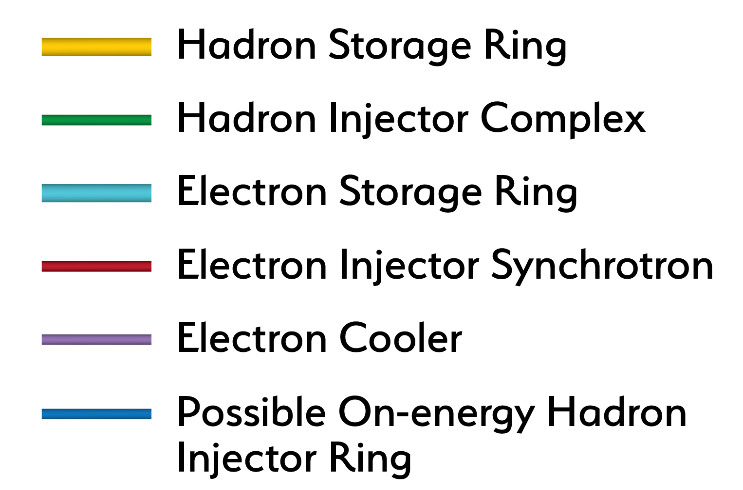 Hadron Storage Ring
Hadron Injector Complex
Electron Storage Ring
Electron Injector Synchrotron
Electron Cooler
Possible On-energy Hadron
Injector Ring